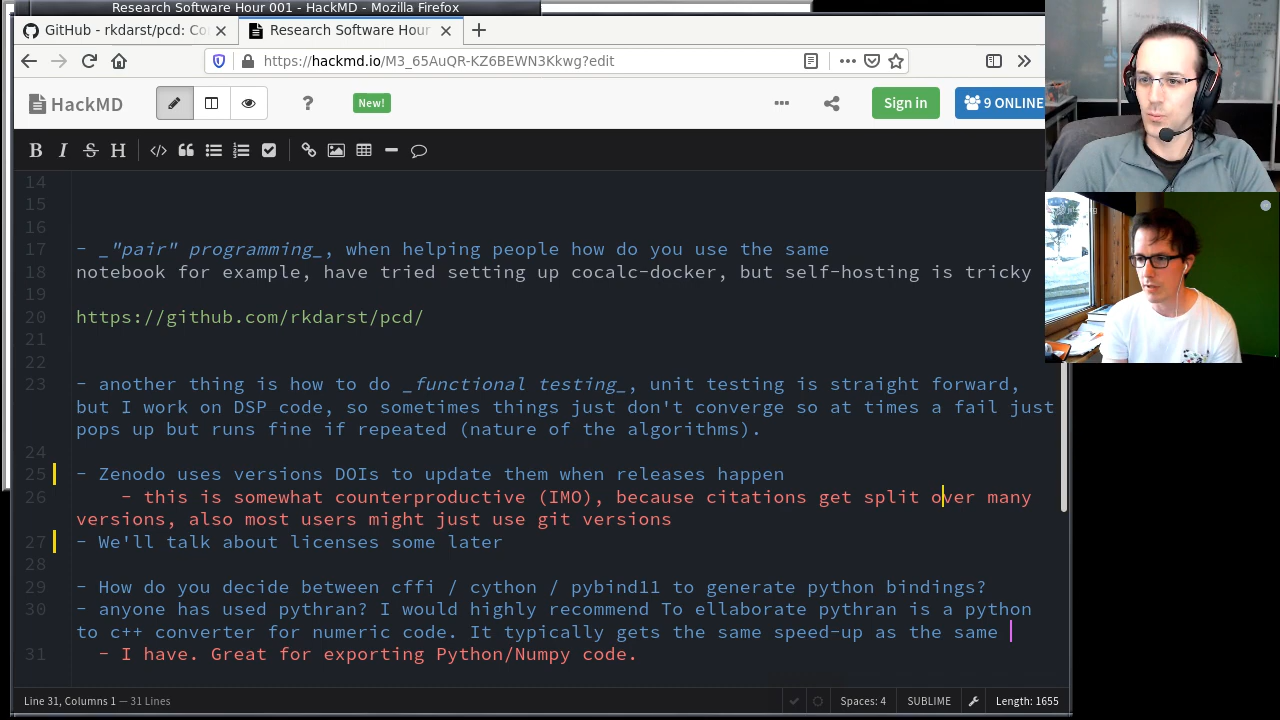 Research Software Hour 001 - HackMD - Mozilla Firefox
GitHub - rkdarst/pcd: Co
Research Software Hour
https://hackmd.io/M3_65AuQR-KZ6BEWN3Kkwg?edit
HackMD
?
New!
Sign in
9 ONLINE
B I S H
14
15
16
17 - _"pair" programming_, when helping people how do you use the same
18 notebook for example, have tried setting up cocalc-docker, but self-hosting is tricky
19
20 https://github.com/rkdarst/pcd/
21
22
23 - another thing is how to do _functional testing_, unit testing is straight forward,
but I work on DSP code, so sometimes things just don't converge so at times a fail just
pops up but runs fine if repeated (nature of the algorithms).
24
25 - Zenodo uses versions DOIs to update them when releases happen
26 - this is somewhat counterproductive (IMO), because citations get split over many
versions, also most users might just use git versions
27 - We'll talk about licenses some later
28
29 - How do you decide between cffi / cython / pybind11 to generate python bindings?
30 - anyone has used pythran? I would highly recommend To ellaborate pythran is a python
to c++ converter for numeric code. It typically gets the same speed-up as the same
31 - I have. Great for exporting Python/Numpy code.
Line 31, Columns 1 — 31 Lines
Spaces: 4
SUBLIME
Length: 1655